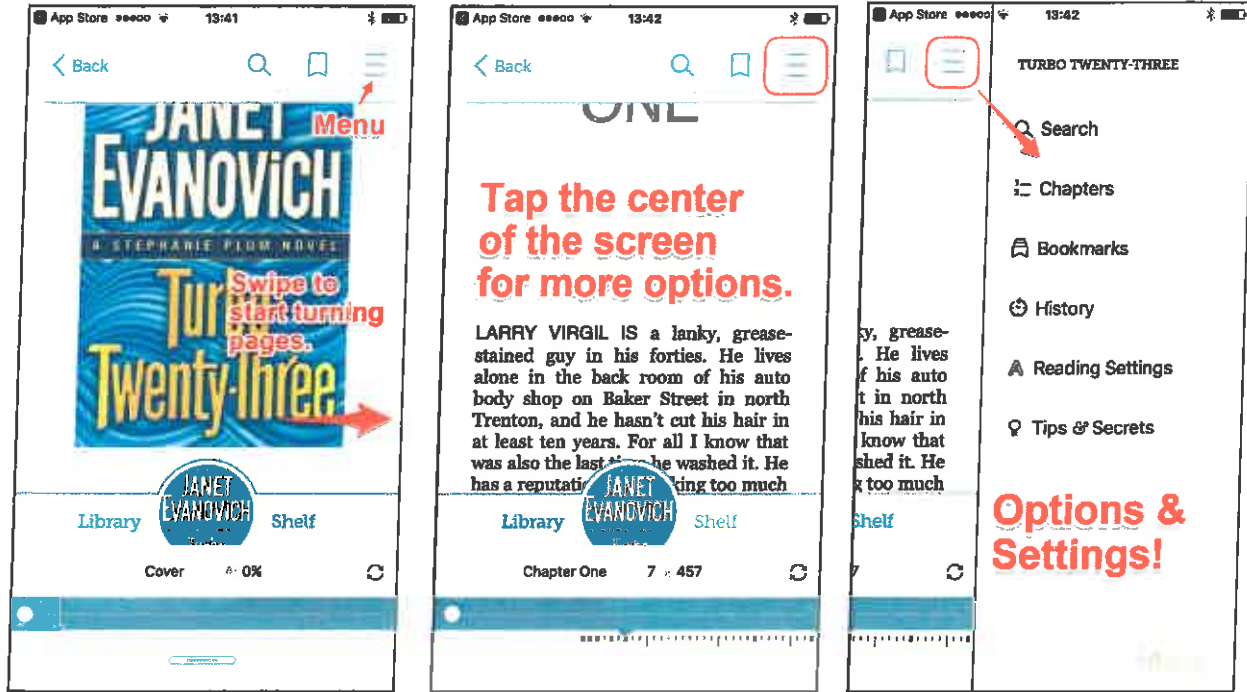 App Store 13:41
Back
Menu
JANET
EVANOVICH
A STEPHANIE PLUM NOVEL
Turbo
Twenty-Three
Swipe to
start turning
pages.
JANET
EVANOVICH
Library Shelf
Cover 0%
App Store 13:42
Back
ONE
Tap the center
of the screen
for more options.
LARRY VIRGIL IS a lanky, grease-
stained guy in his forties. He lives
alone in the back room of his auto
body shop on Baker Street in north
Trenton, and he hasn't cut his hair in
at least ten years. For all I know that
was also the last time he washed it. He
has a reputati king too much
JANET
EVANOVICH
Library Shelf
Chapter One 7 457
App Store 13:42
TURBO TWENTY-THREE
Search
Chapters
Bookmarks
History
Reading Settings
Tips & Secrets
Options &
Settings!
ky, grease-
. He lives
f his auto
t in north
his hair in
know that
shed it. He
g too much
Shelf
7